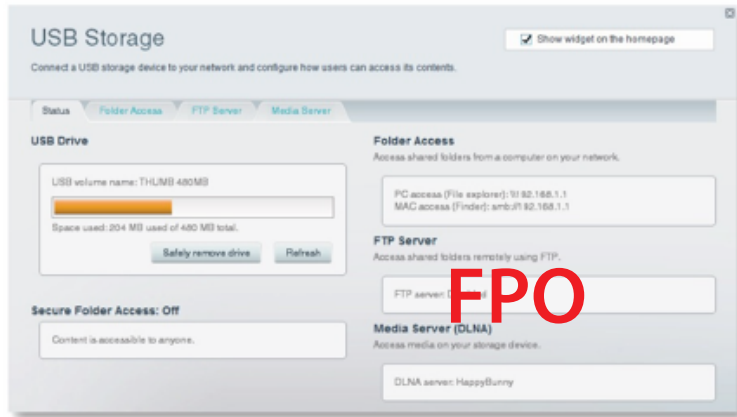 USB Storage
Show widget on the homepage
Connect a USB storage device to your network and configure how users can access its contents.
Status Folder Access FTP Server Media Server
USB Drive
USB volume name: THUMB 480MB
Space used: 204 MB used of 480 MB total.
Safely remove drive Refresh
Secure Folder Access: Off
Content is accessible to anyone.
Folder Access
Access shared folders from a computer on your network.
PC access (File explorer): \\192.168.1.1
MAC access (Finder): smb://192.168.1.1
FTP Server
Access shared folders remotely using FTP.
FTP server:
FPO
Media Server (DLNA)
Access media on your storage device.
DLNA server: HappyBunny